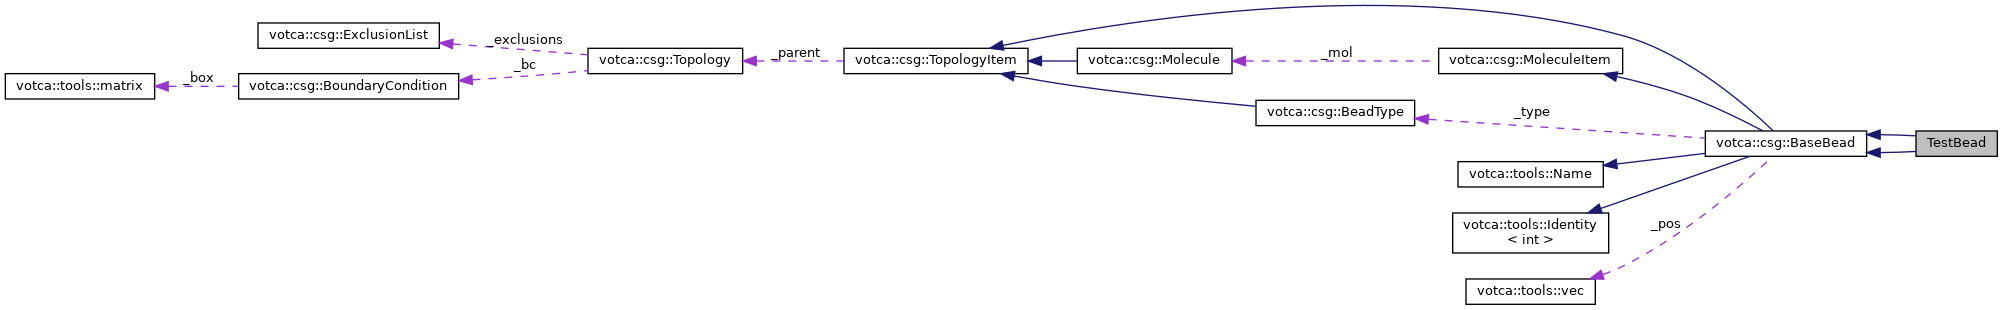 votca::csg::ExclusionList
_exclusions
votca::csg::Topology
_parent
votca::csg::TopologyItem
votca::csg::Molecule
_mol
votca::csg::MoleculeItem
votca::tools::matrix
_box
votca::csg::BoundaryCondition
_bc
votca::csg::BeadType
_type
votca::csg::BaseBead
TestBead
votca::tools::Name
votca::tools::Identity
< int >
_pos
votca::tools::vec